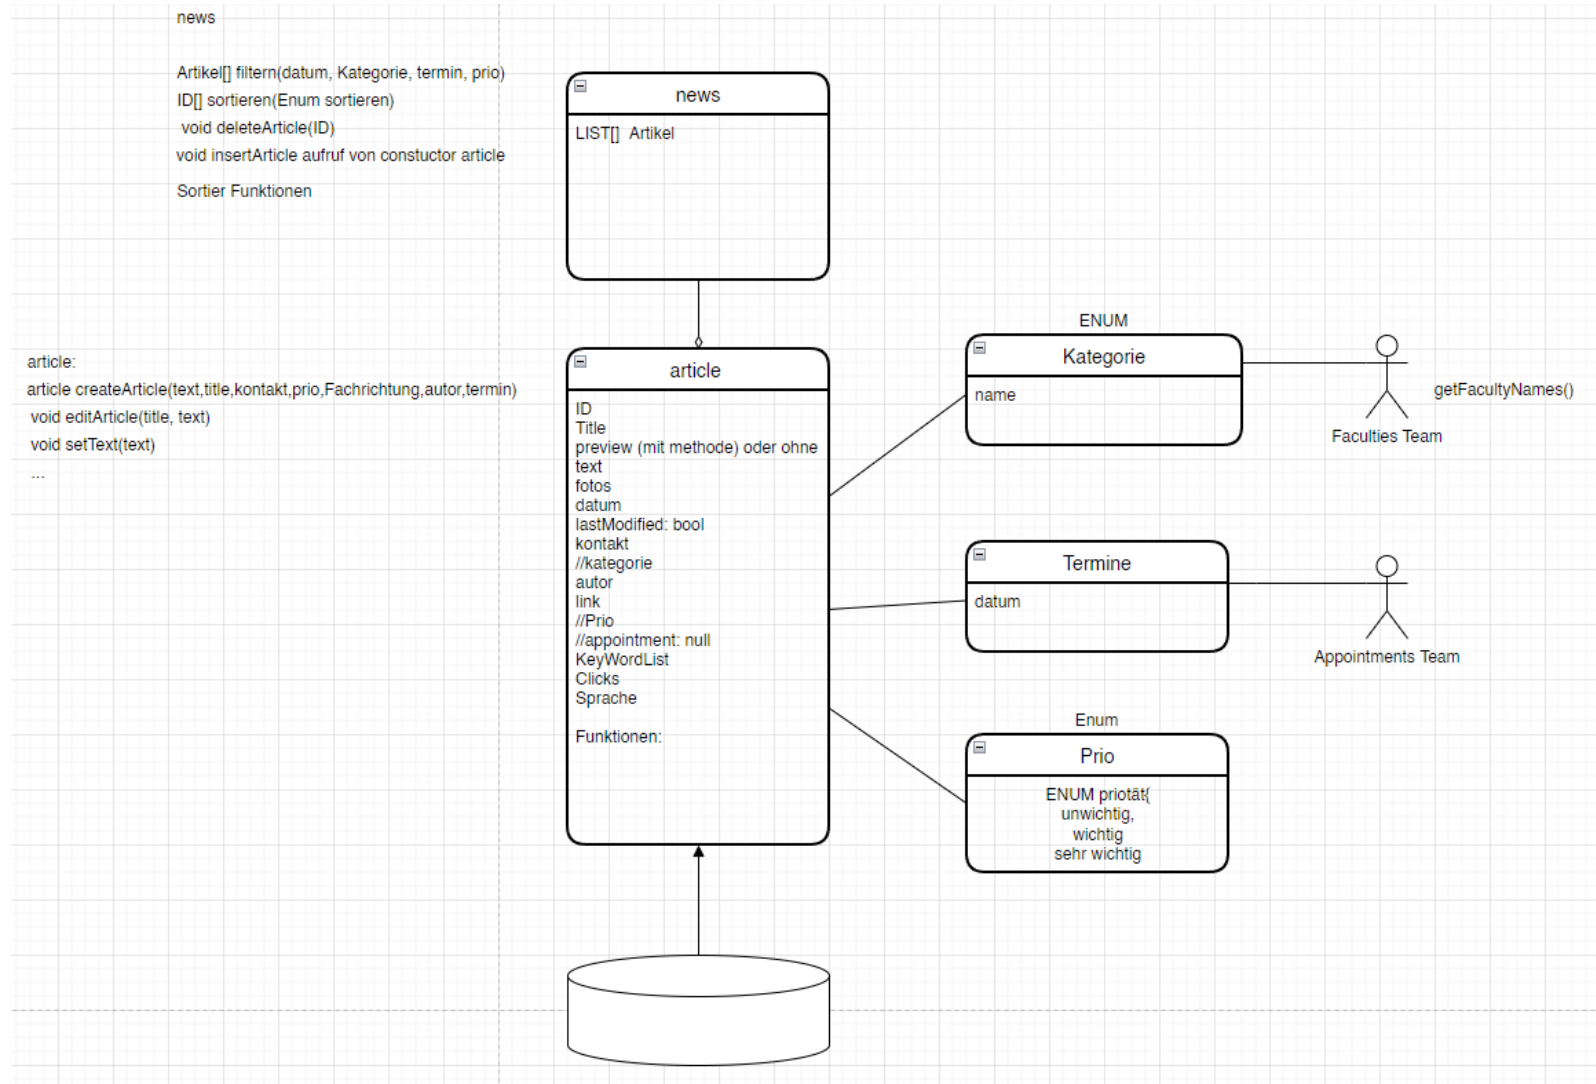 news
Artikel[] filtern(datum, Kategorie, termin, prio)
ID[] sortieren(Enum sortieren)
void deleteArticle(ID)
void insertArticle aufruf von constuctor article
Sortier Funktionen
news
LIST[]  Artikel
article:
article createArticle(text,title,kontakt,prio,Fachrichtung,autor,termin)
void editArticle(title, text)
void setText(text)
...
article
ID
Title
preview (mit methode) oder ohne
text
fotos
datum
lastModified: bool
kontakt
//kategorie
autor
link
//Prio
//appointment: null
KeyWordList
Clicks
Sprache
Funktionen:
ENUM
Kategorie
name
Faculties Team
getFacultyNames()
Termine
datum
Appointments Team
Enum
Prio
ENUM priotät{
unwichtig,
wichtig
sehr wichtig